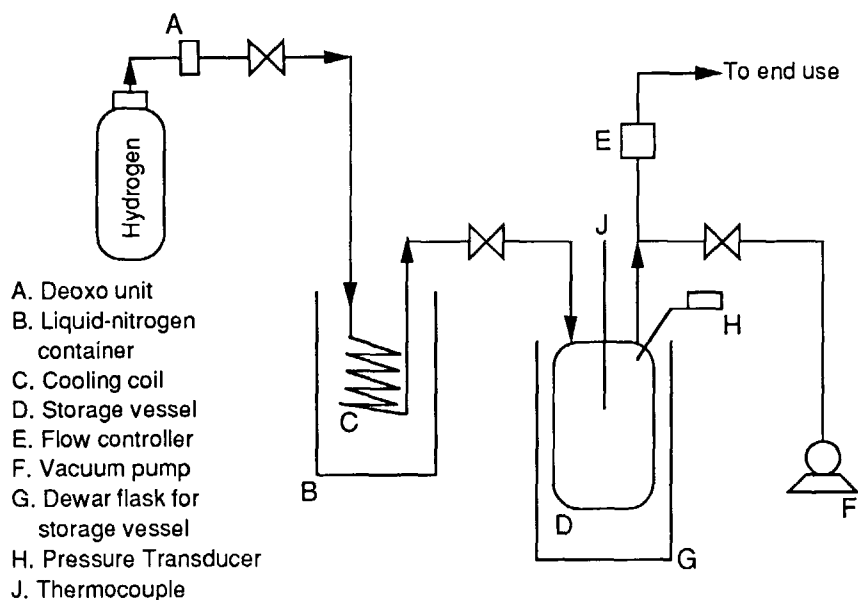 A
To end use
E
Hydrogen
J
H
A. Deoxo unit
B. Liquid-nitrogen
container
C. Cooling coil
D. Storage vessel
E. Flow controller
F. Vacuum pump
G. Dewar flask for
storage vessel
H. Pressure Transducer
J. Thermocouple
C
B
D
G
F